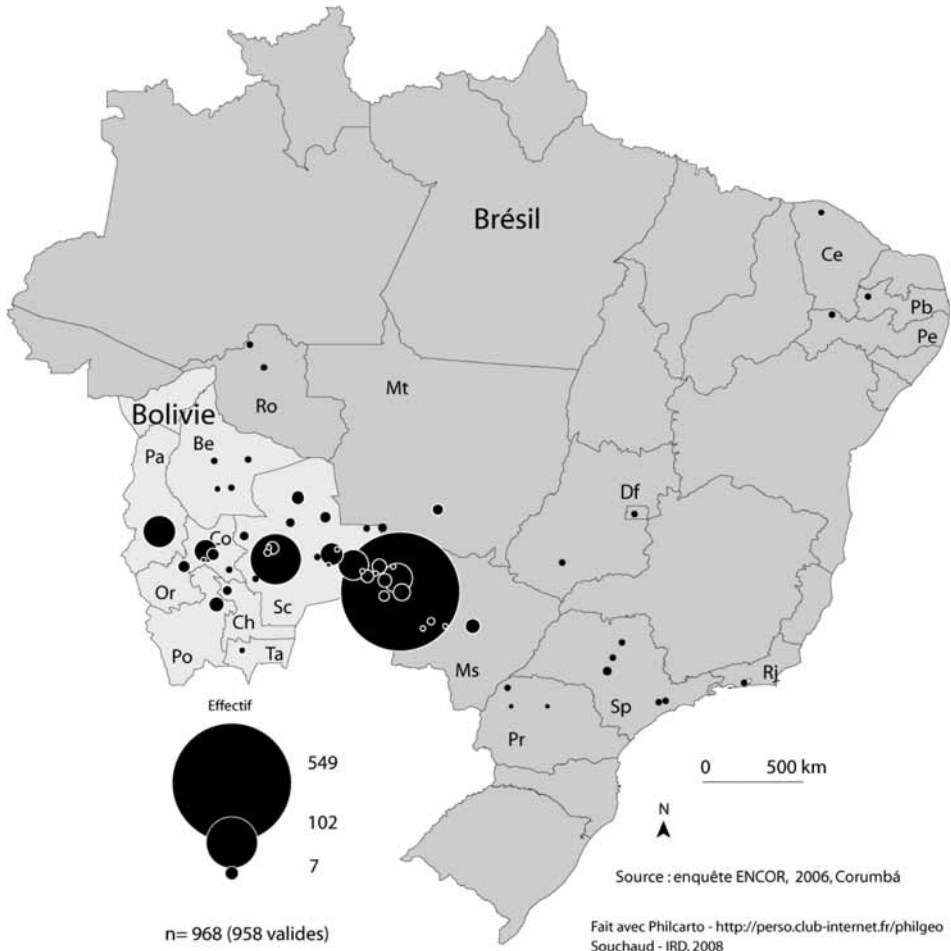 Brésil
Ce
Pb
Pe
Mt
Ro
Bolivie
Be
Pa
Df
Co
Or
Sc
Ch
Po
Ta
Ms
Rj
Sp
Pr
Effectif
549
102
7
0 500 km
N
Source : enquête ENCOR, 2006, Corumbá
n= 968 (958 valides)
Fait avec Philcarto - http://perso.club-internet.fr/philgeo
Souchaud - IRD, 2008